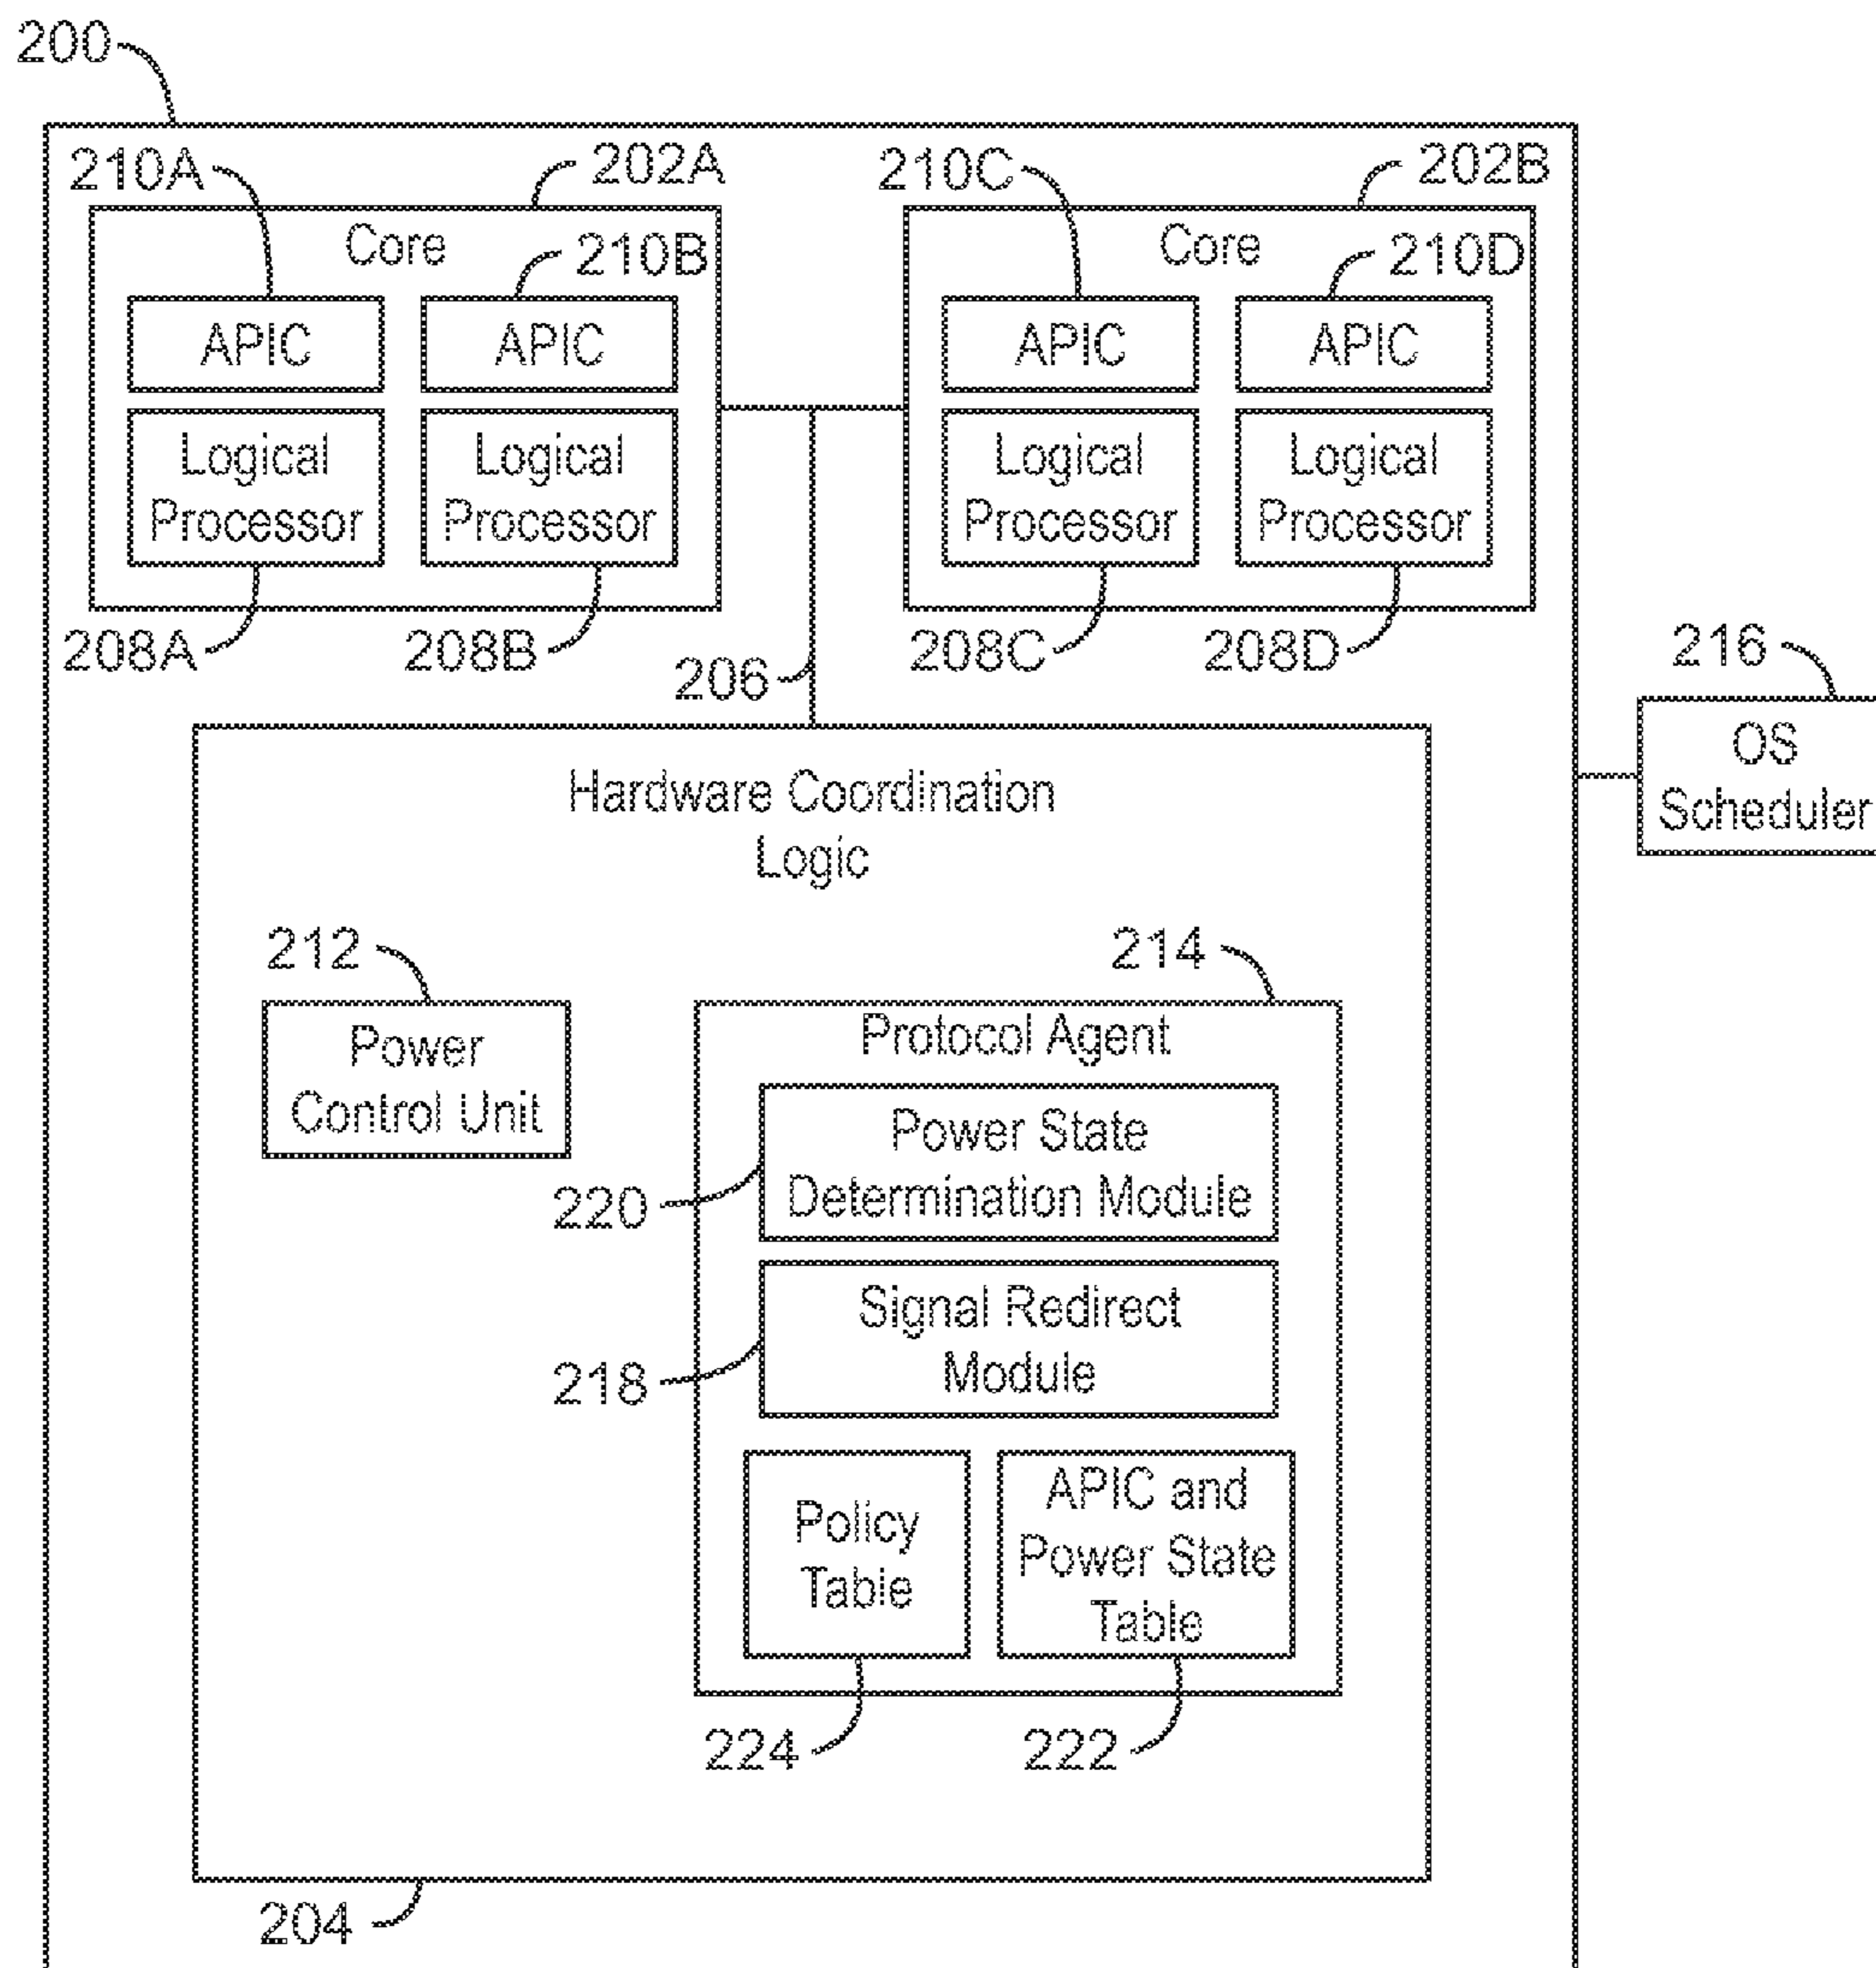 200
210A
202A
210C
202B
Core
210B
Core
210D
APIC
APIC
APIC
APIC
Logical
Processor
Logical
Processor
Logical
Processor
Logical
Processor
208A
208B
206
208C
208D
216
OS
Scheduler
Hardware Coordination
Logic
212
214
Power
Control Unit
Protocol Agent
Power State
Determination Module
220
Signal Redirect
Module
218
Policy
Table
APIC and
Power State
Table
224
222
204